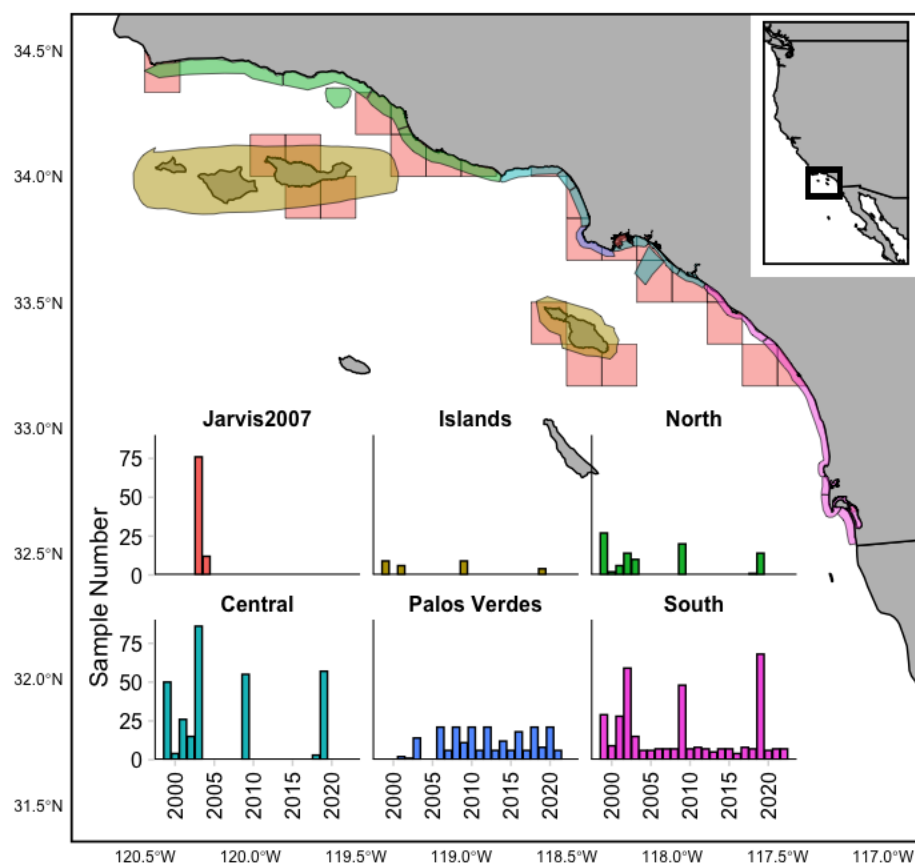 34.5°N
34.0°N
33.5°N
33.0°N
32.5°N
32.0°N
31.5°N
Jarvis2007 Islands North
75
50
25
0
Sample Number
Central Palos Verdes South
75
50
25
0
2000 2005 2010 2015 2020 2000 2005 2010 2015 2020 2000 2005 2010 2015 2020
120.5°W 120.0°W 119.5°W 119.0°W 118.5°W 118.0°W 117.5°W 117.0°W